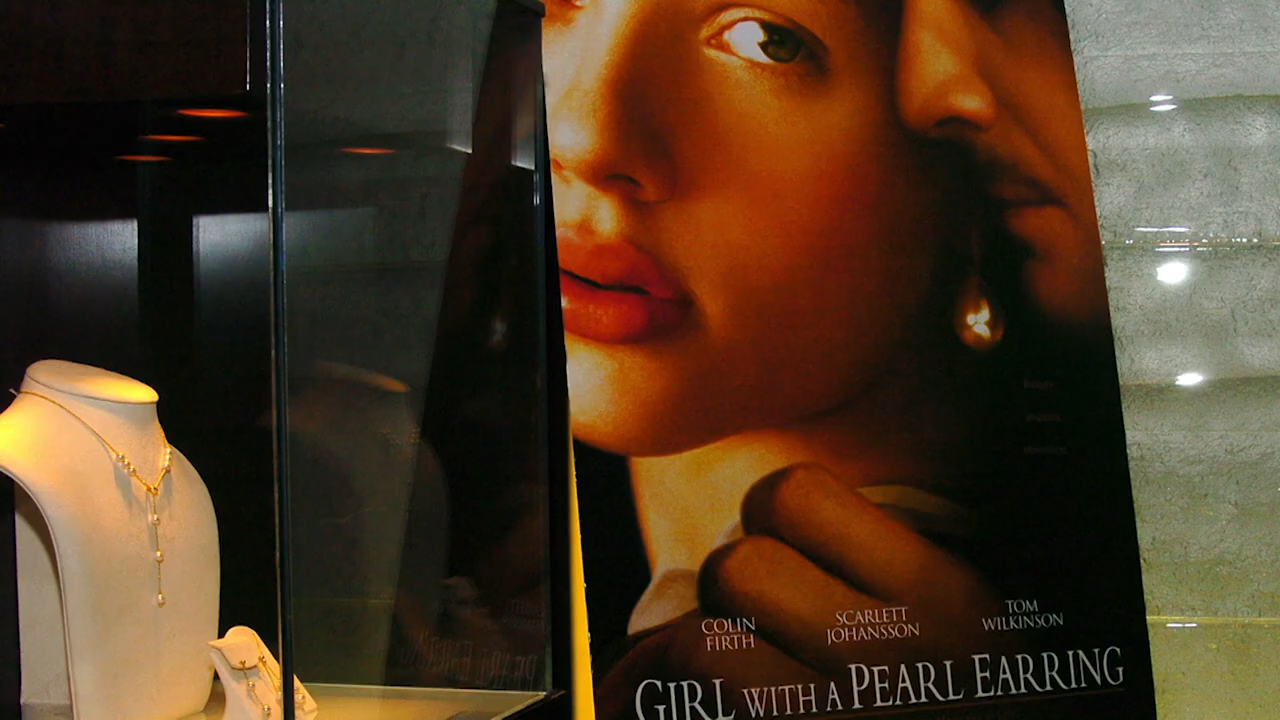 COLIN
FIRTH
SCARLETT
JOHANSSON
TOM
WILKINSON
GIRL WITH A PEARL EARRING